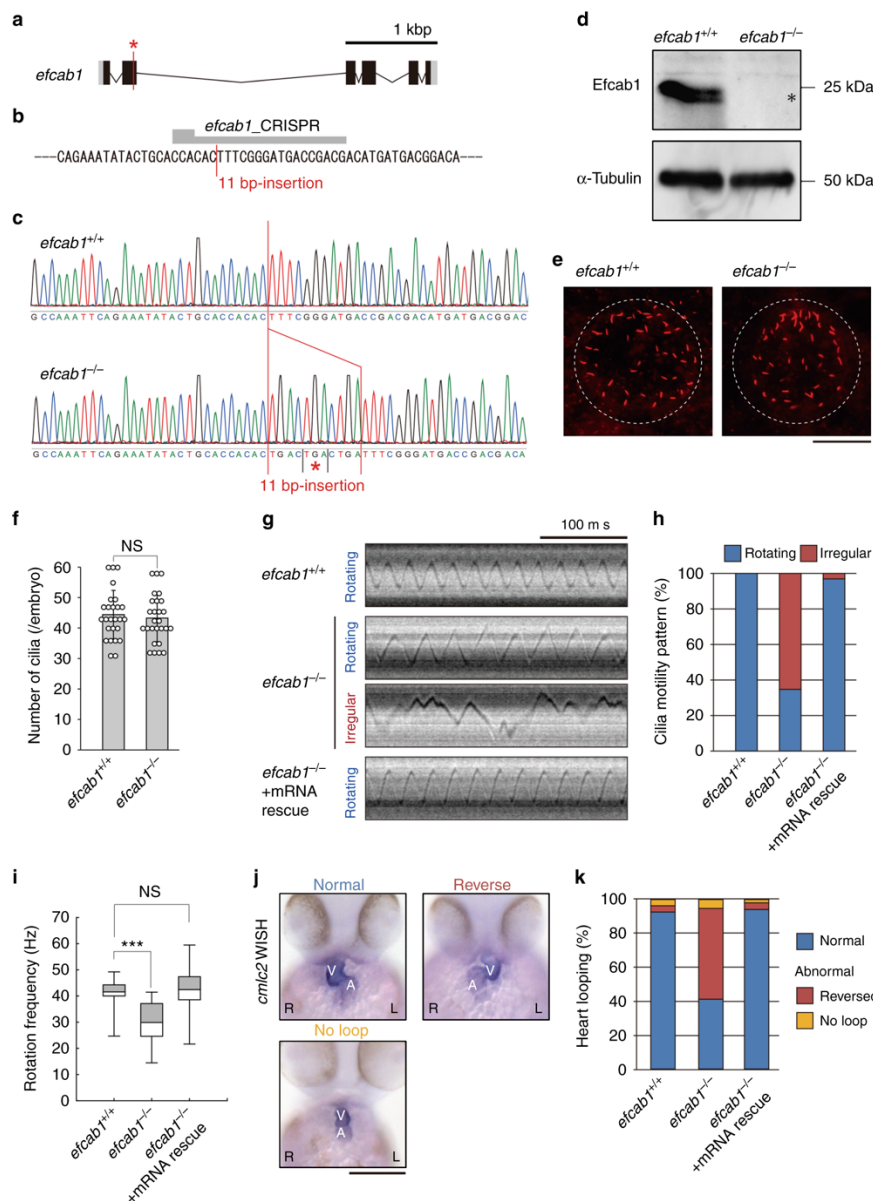 a
1 kbp
*
efcab1
b
efcab1_CRISPR
---CAGAAATATACTGCACCACACTTTCGGGATGACCGACGACATGATGACGGACA---
11 bp-insertion
c
efcab1+/+
GCCAAATTCAGAAATATACTGCACCACACTTTCGGGATGACCGACGACATGATGACGGAC
efcab1–/–
GCCAAATTCAGAAATATACTGCACCACACTGACTGACTGATTTCGGGATGACCGACGACA
*
11 bp-insertion
d
efcab1+/+ efcab1–/–
Efcab1
25 kDa
*
α-Tubulin
50 kDa
e
efcab1+/+ efcab1–/–
f
NS
Number of cilia (/embryo)
60
50
40
30
20
10
0
efcab1+/+
efcab1–/–
g
100 m s
efcab1+/+
Rotating
efcab1–/–
Rotating
Irregular
efcab1–/–
+mRNA
rescue
Rotating
h
Rotating Irregular
Cilia motility pattern (%)
100
80
60
40
20
0
efcab1+/+
efcab1–/–
efcab1–/–
+mRNA rescue
i
NS
***
Rotation frequency (Hz)
70
60
50
40
30
20
10
0
efcab1+/+
efcab1–/–
efcab1–/–
+mRNA rescue
j
Normal Reverse
cmlc2 WISH
V
A
R L
V
A
R L
No loop
V
A
R L
k
Heart looping (%)
100
80
60
40
20
0
efcab1+/+
efcab1–/–
efcab1–/–
+mRNA rescue
Normal
Abnormal
Reversed
No loop